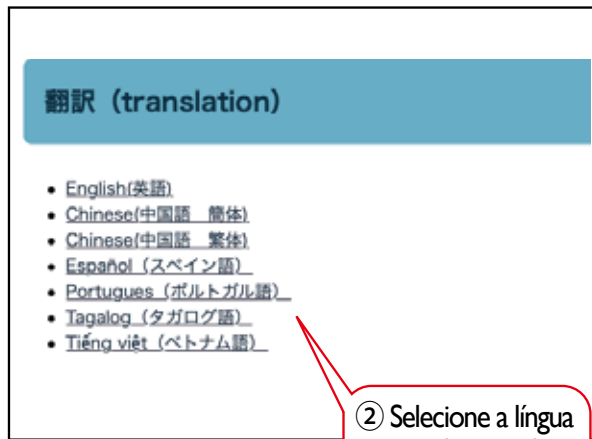 翻訳（translation）
English(英語)
Chinese(中国語　簡体)
Chinese(中国語　繁体)
Español（スペイン語）
Portugues（ポルトガル語）
Tagalog（タガログ語）
Tiếng việt（ベトナム語）
② Selecione a língua